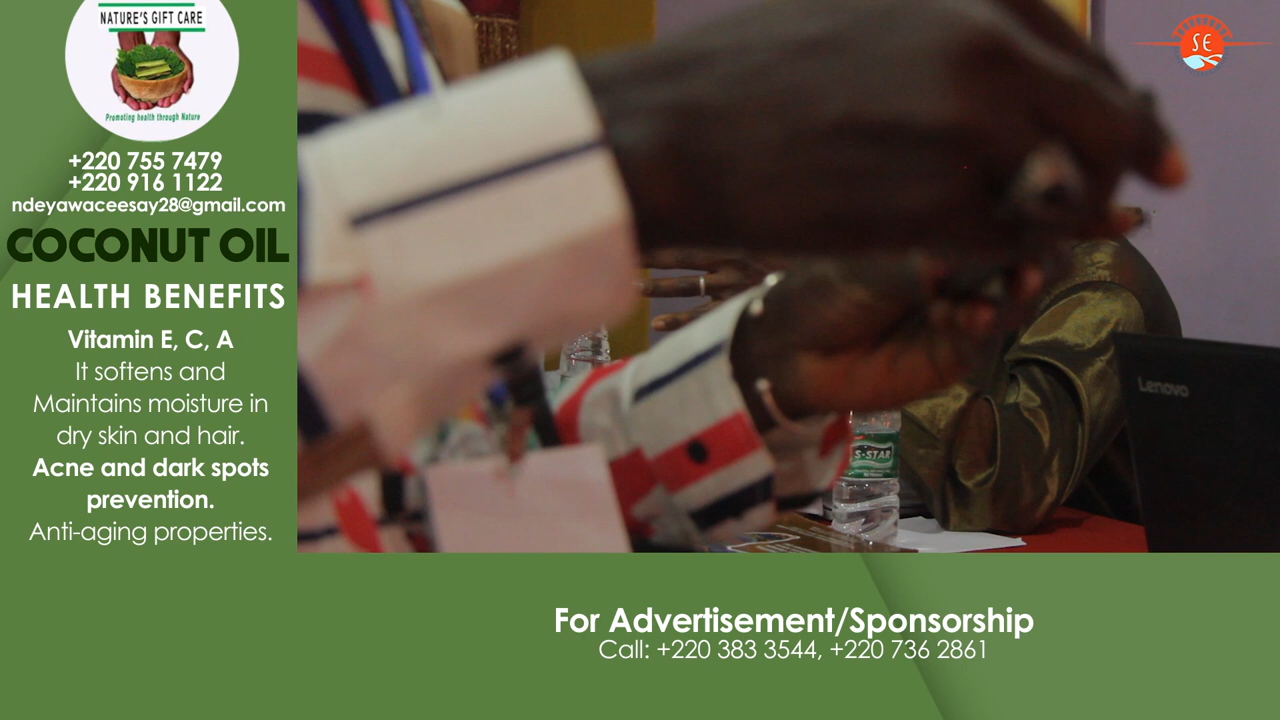 NATURE'S GIFT CARE
Promoting health through Nature
+220 755 7479
+220 916 1122
ndeyawaceesay28@gmail.com
COCONUT OIL
HEALTH BENEFITS
Vitamin E, C, A
It softens and
Maintains moisture in
dry skin and hair.
Acne and dark spots
prevention.
Anti-aging properties.
SE
Lenovo
S-STAR
For Advertisement/Sponsorship
Call: +220 383 3544, +220 736 2861